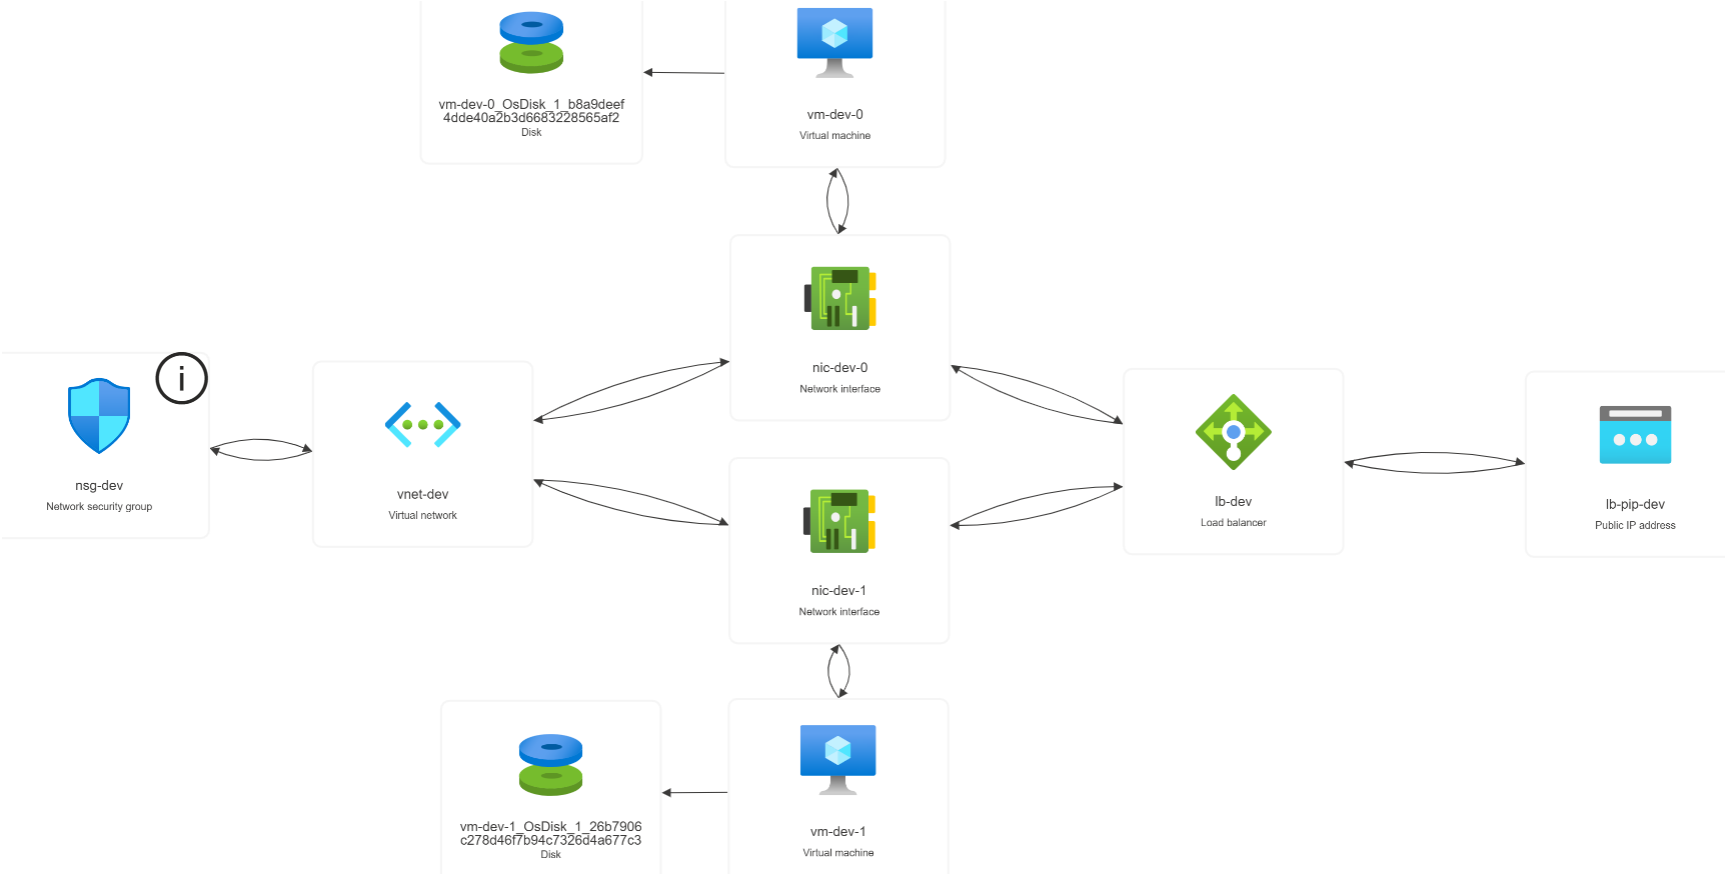 vm-dev-0_OsDisk_1_b8a9deef
4dde40a2b3d6683228565af2
Disk
vm-dev-0
Virtual machine
nic-dev-0
Network interface
i
nsg-dev
Network security group
vnet-dev
Virtual network
lb-dev
Load balancer
lb-pip-dev
Public IP address
nic-dev-1
Network interface
vm-dev-1_OsDisk_1_26b7906
c278d46f7b94c7326d4a677c3
Disk
vm-dev-1
Virtual machine